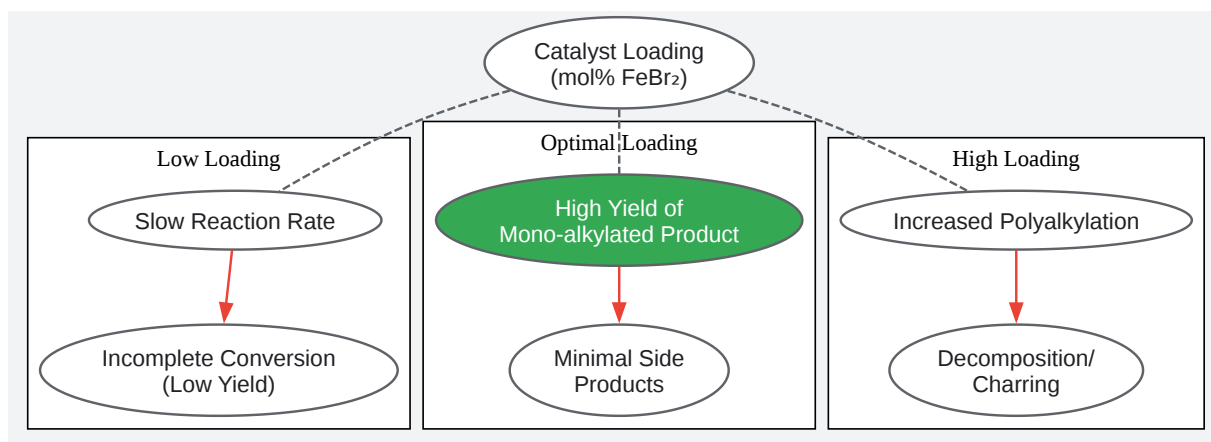 Catalyst Loading
(mol% FeBr₂)
Low Loading
Optimal Loading
High Loading
Slow Reaction Rate
High Yield of
Mono-alkylated Product
Increased Polyalkylation
Incomplete Conversion
(Low Yield)
Minimal Side
Products
Decomposition/
Charring